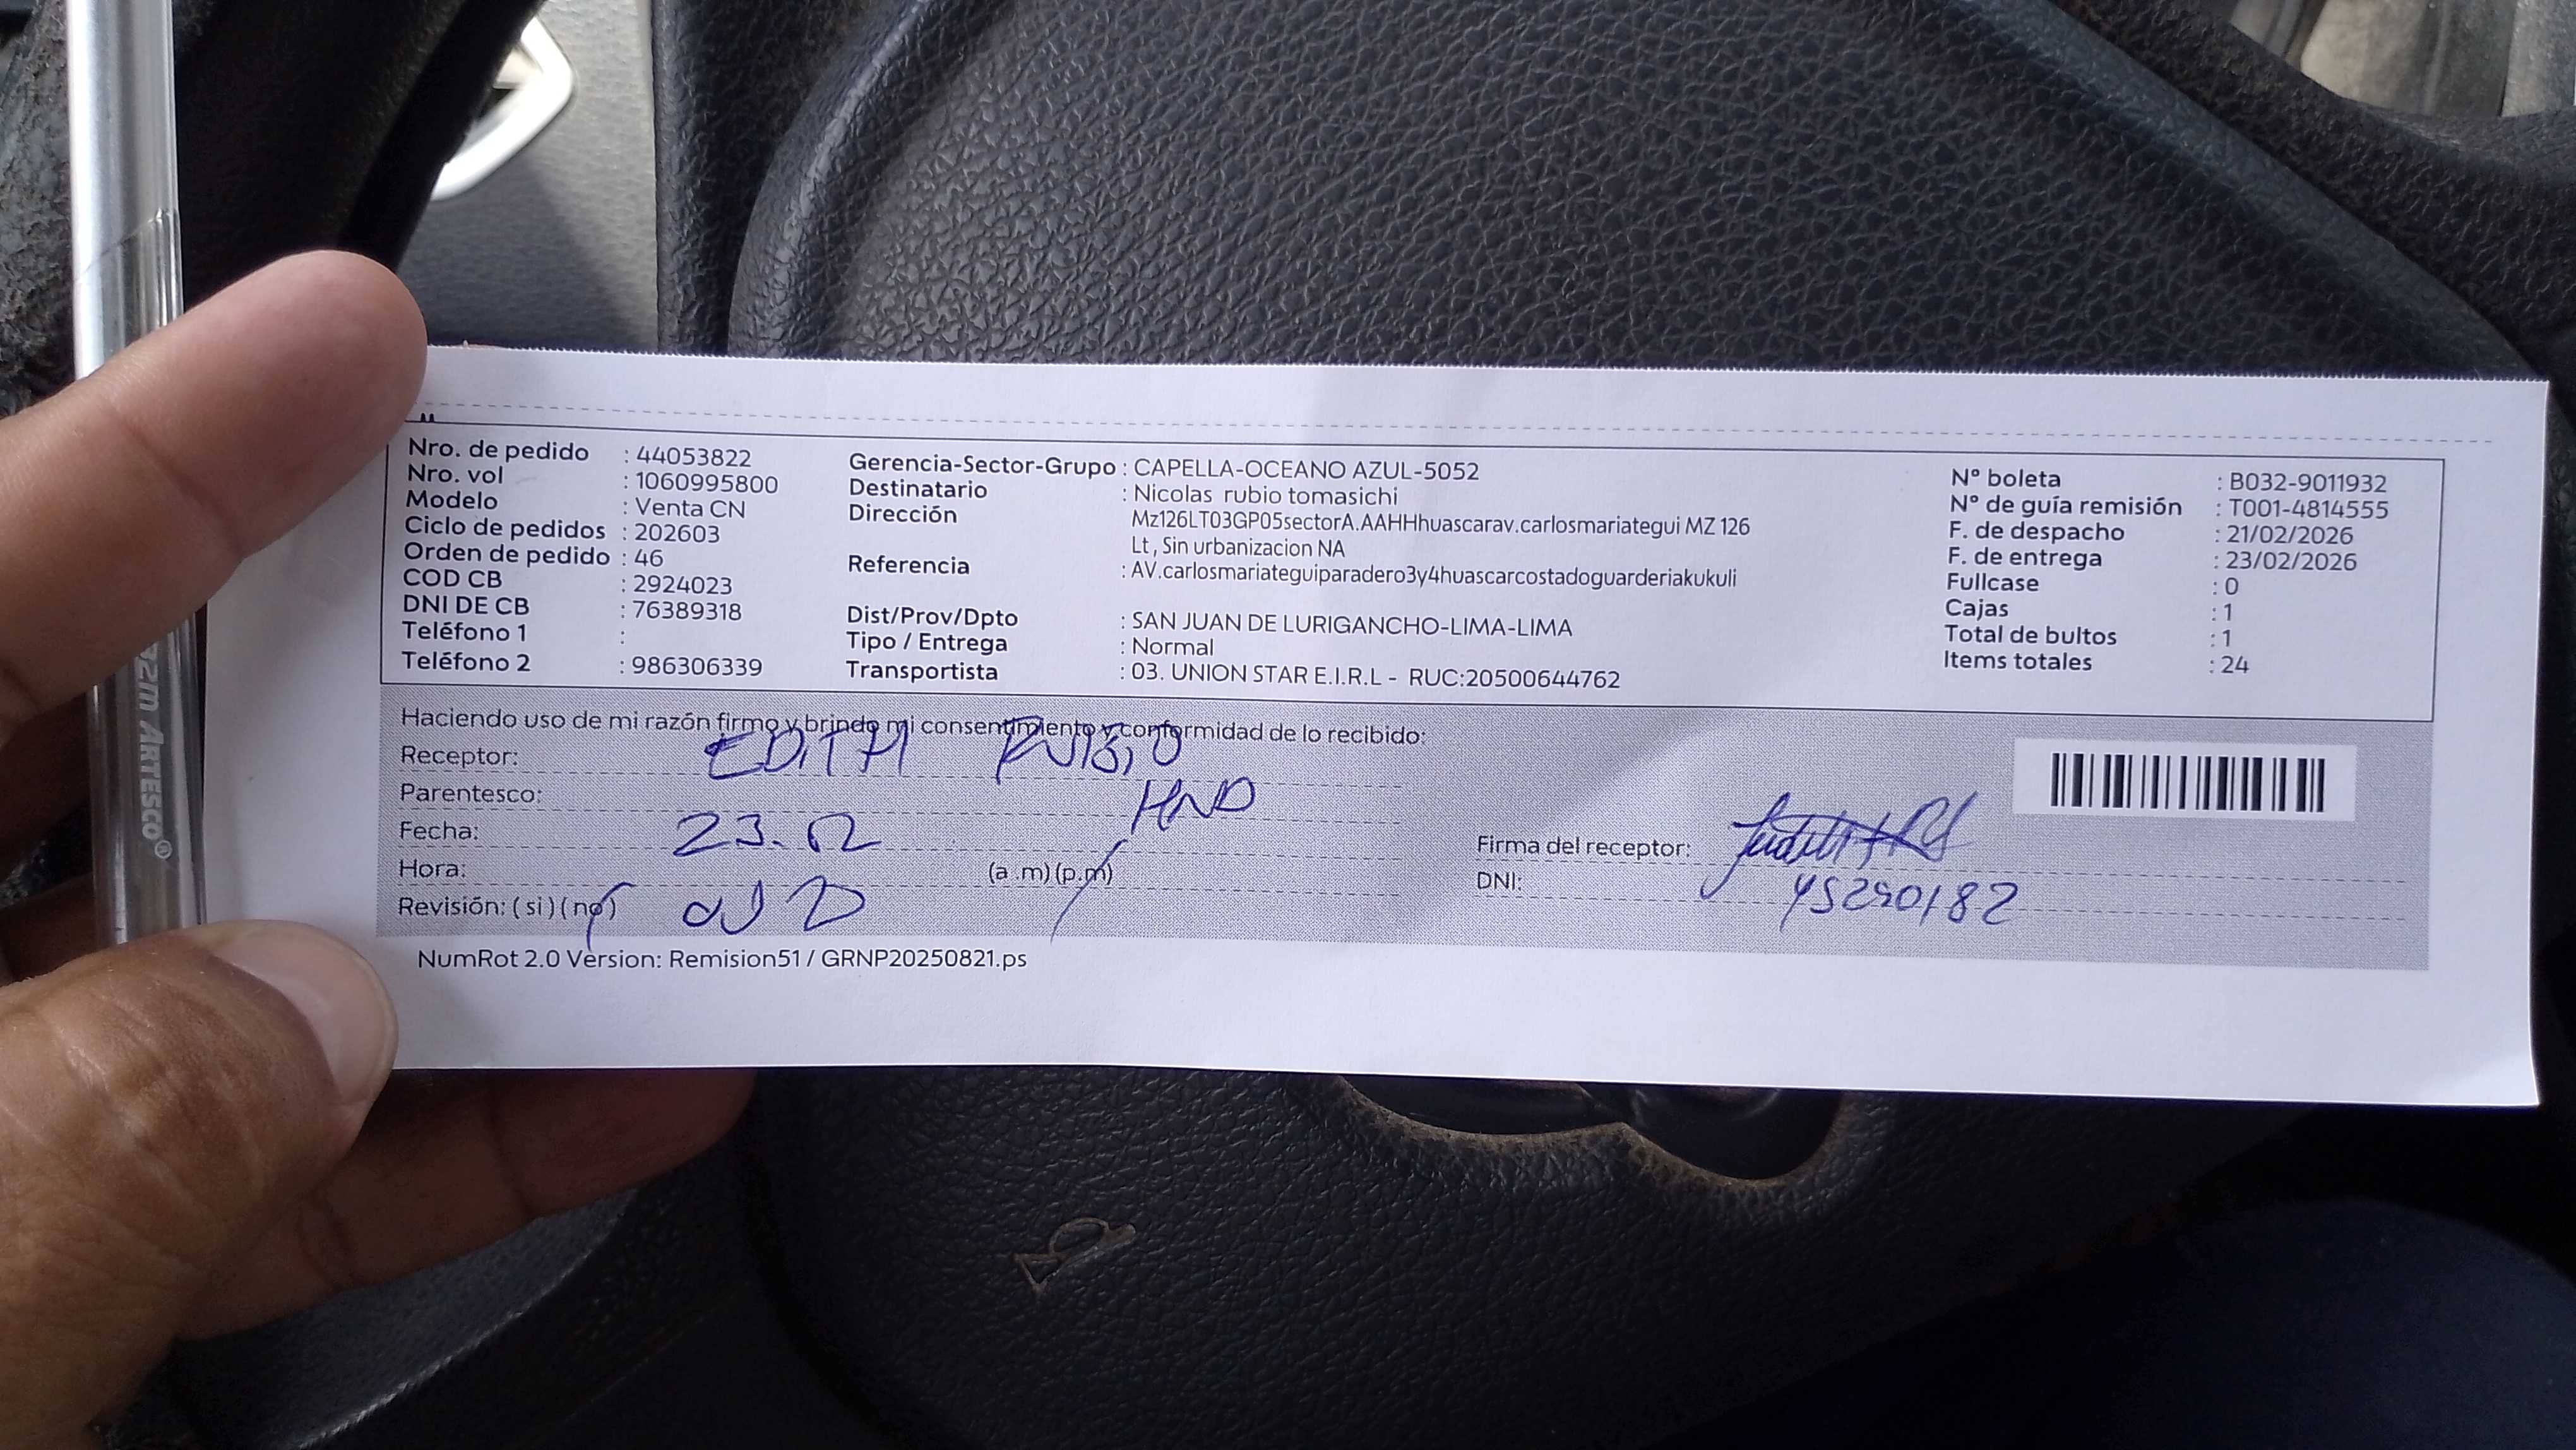 Nro. de pedido : 44053822
Nro. vol : 1060995800
Modelo : Venta CN
Ciclo de pedidos : 202603
Orden de pedido : 46
COD CB : 2924023
DNI DE CB : 76389318
Teléfono 1 :
Teléfono 2 : 986306339
Gerencia-Sector-Grupo : CAPELLA-OCEANO AZUL-5052
Destinatario : Nicolas rubio tomasichi
Dirección Mz126LT03GP05sectorA.AAHHhuascarav.carlosmariategui MZ 126
Lt , Sin urbanizacion NA
Referencia : AV.carlosmariateguiparadero3y4huascarcostadoguarderiakukuli
Dist/Prov/Dpto : SAN JUAN DE LURIGANCHO-LIMA-LIMA
Tipo / Entrega : Normal
Transportista : 03. UNION STAR E.I.R.L - RUC:20500644762
N° boleta : B032-9011932
N° de guía remisión : T001-4814555
F. de despacho : 21/02/2026
F. de entrega : 23/02/2026
Fullcase : 0
Cajas : 1
Total de bultos : 1
Items totales : 24
Haciendo uso de mi razón firmo y brindo mi consentimiento y conformidad de lo recibido:
Receptor: EDITH RUBIO
Parentesco: HND
Fecha: 23.02
Hora: (a .m) (p.m)
Revisión: ( si ) ( no )
Firma del receptor:
DNI: 45290182
NumRot 2.0 Version: Remision51 / GRNP20250821.ps
ARTESCO